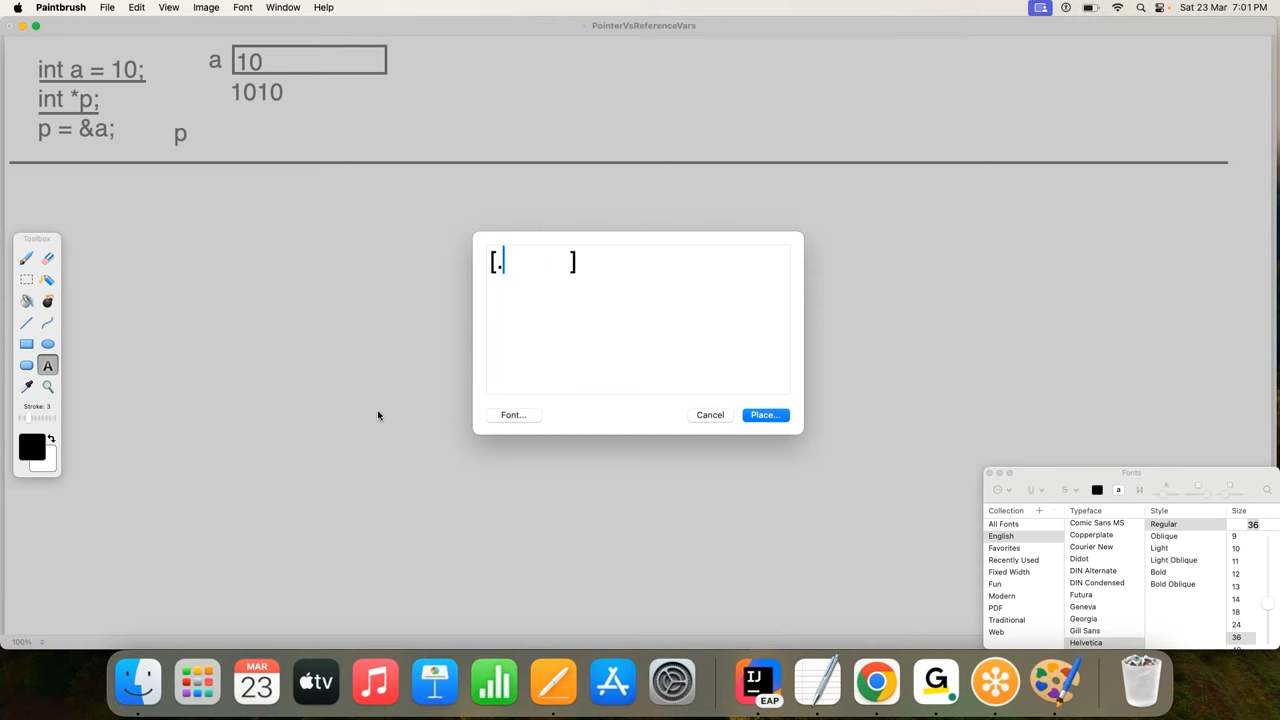 Paintbrush File Edit View Image Font Window Help Sat 23 Mar 7:01 PM
PointerVsReferenceVars
int a = 10;
int *p;
p = &a;
a 10
1010
p
[. ]
Font... Cancel Place...
Toolbox
A
Stroke: 3
100%
Fonts
Collection + Typeface Style Size
All Fonts
English
Favorites
Recently Used
Fixed Width
Fun
Modern
PDF
Traditional
Web
Comic Sans MS
Copperplate
Courier New
Didot
DIN Alternate
DIN Condensed
Futura
Geneva
Georgia
Gill Sans
Helvetica
Regular
Oblique
Light
Light Oblique
Bold
Bold Oblique
36
9
10
11
12
13
14
18
24
36
MAR
23
tv
IJ
EAP
G